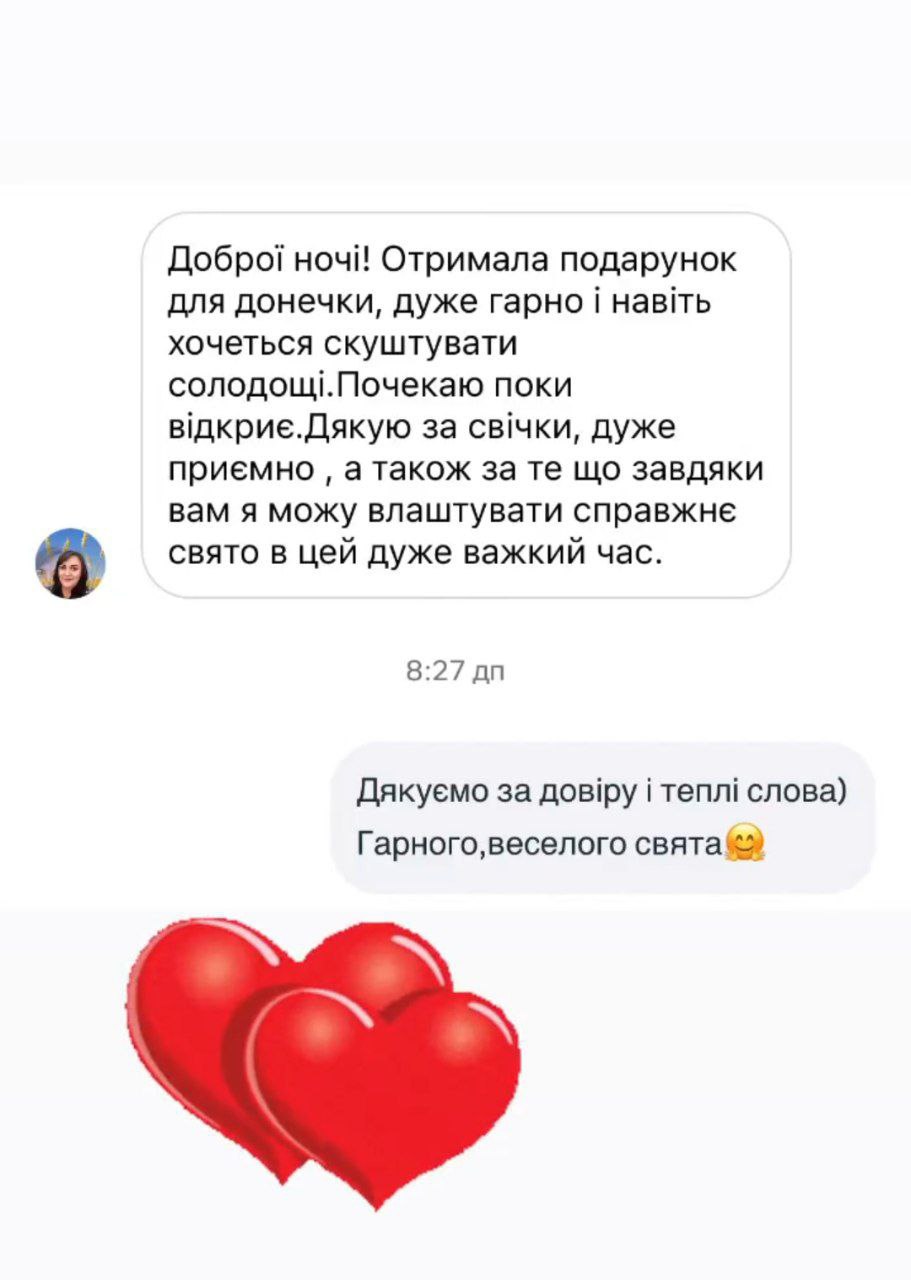 Доброї ночі! Отримала подарунок
для донечки, дуже гарно і навіть
хочеться скуштувати
солодощі.Почекаю поки
відкриє.Дякую за свічки, дуже
приємно , а також за те що завдяки
вам я можу влаштувати справжнє
свято в цей дуже важкий час.
8:27 дп
Дякуємо за довіру і теплі слова)
Гарного,веселого свята🤗